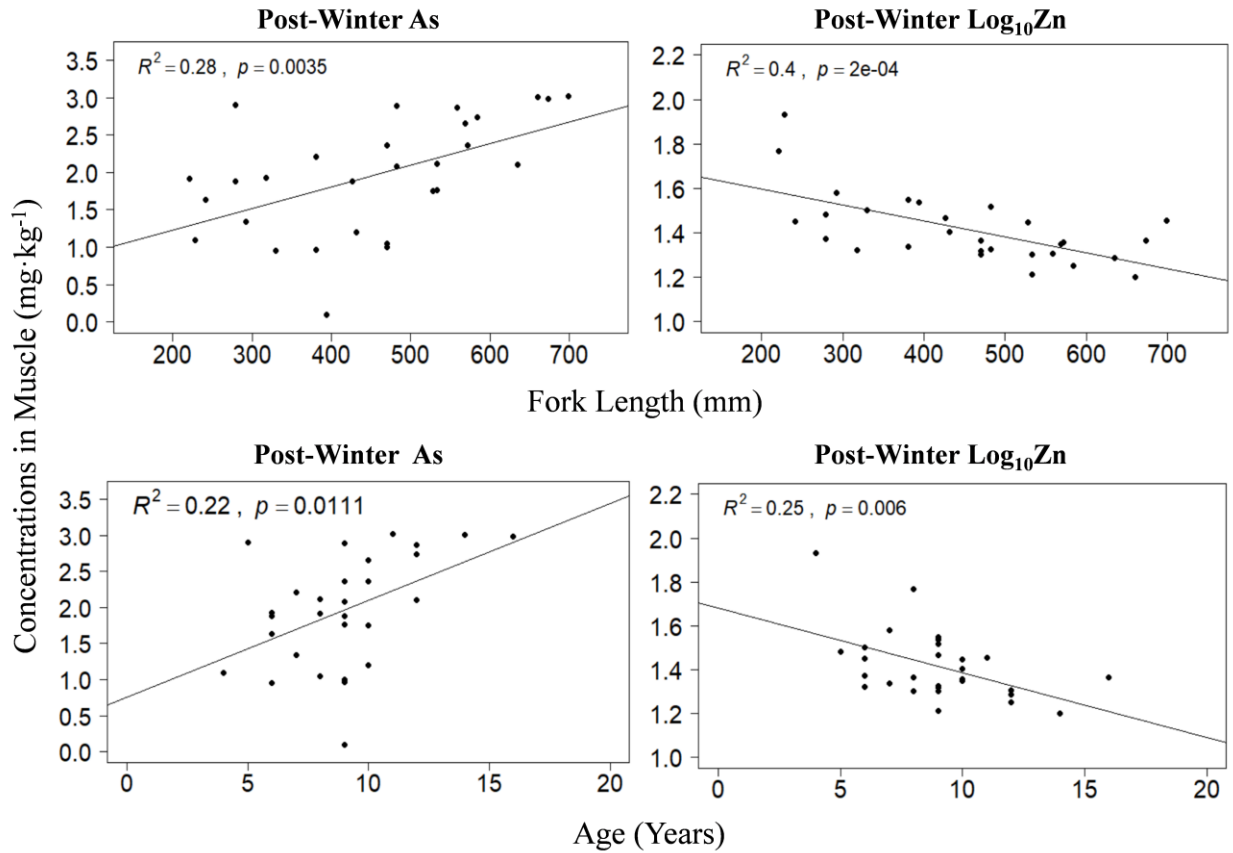 Post-Winter As
Post-Winter Log₁₀Zn
R² = 0.28 , p = 0.0035
R² = 0.4 , p = 2e-04
3.5
3.0
2.5
2.0
1.5
1.0
0.5
0.0
2.2
2.0
1.8
1.6
1.4
1.2
1.0
200 300 400 500 600 700
200 300 400 500 600 700
Fork Length (mm)
Concentrations in Muscle (mg·kg⁻¹)
Post-Winter As
Post-Winter Log₁₀Zn
R² = 0.22 , p = 0.0111
R² = 0.25 , p = 0.006
3.5
3.0
2.5
2.0
1.5
1.0
0.5
0.0
2.2
2.0
1.8
1.6
1.4
1.2
1.0
0 5 10 15 20
0 5 10 15 20
Age (Years)